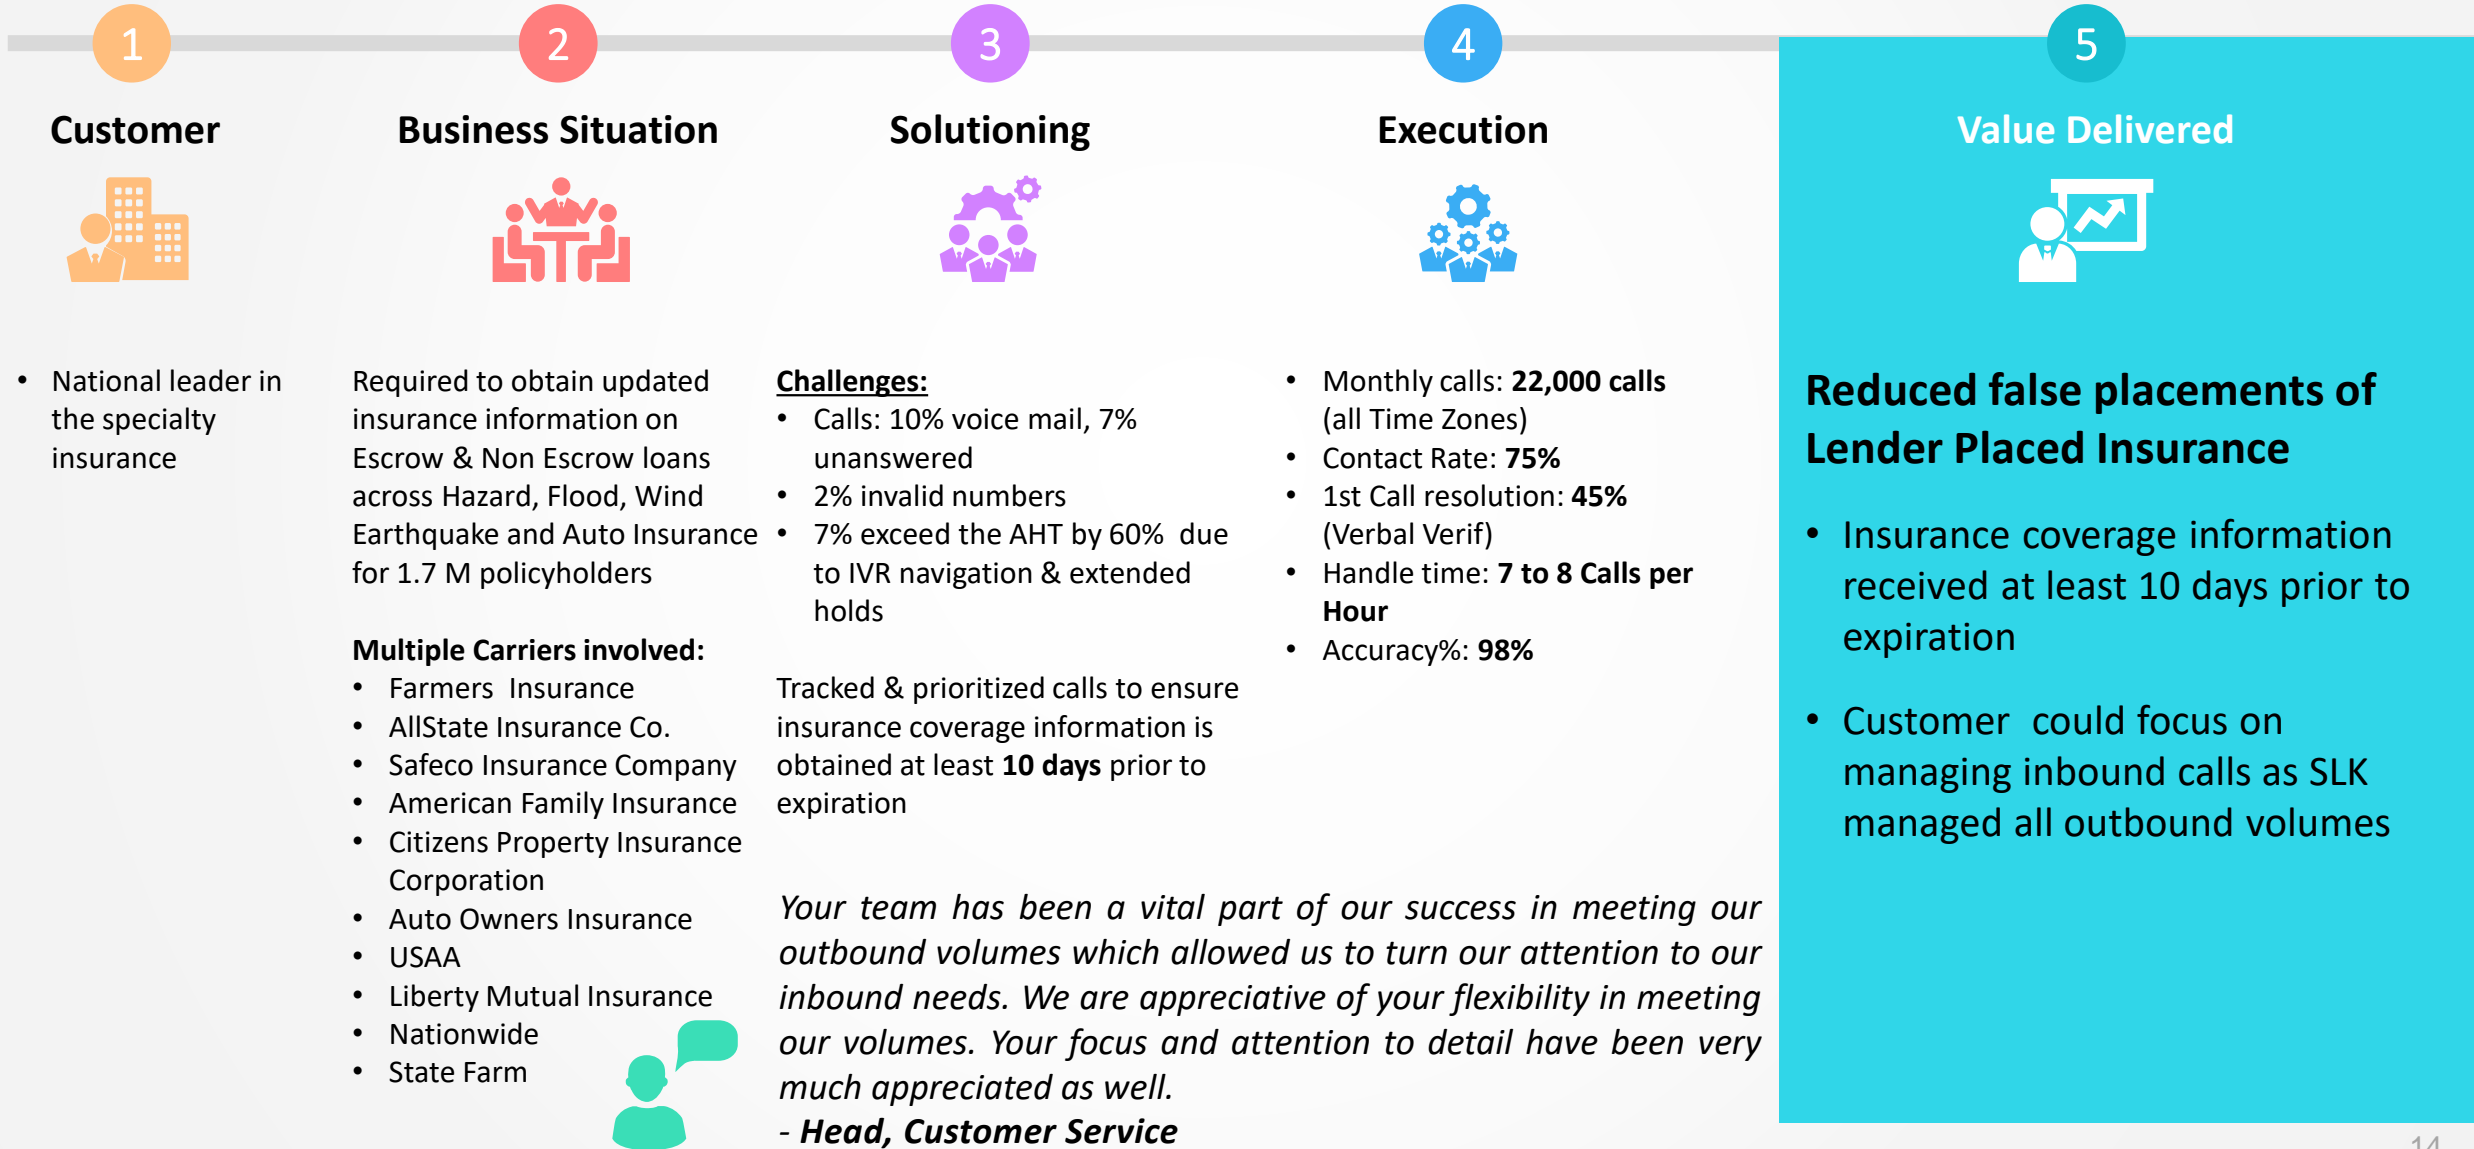 1
Customer
• National leader in
the specialty
insurance
2
Business Situation
Required to obtain updated
insurance information on
Escrow & Non Escrow loans
across Hazard, Flood, Wind
Earthquake and Auto Insurance
for 1.7 M policyholders
Multiple Carriers involved:
• Farmers  Insurance
• AllState Insurance Co.
• Safeco Insurance Company
• American Family Insurance
• Citizens Property Insurance
Corporation
• Auto Owners Insurance
• USAA
• Liberty Mutual Insurance
• Nationwide
• State Farm
3
Solutioning
Challenges:
• Calls: 10% voice mail, 7%
unanswered
• 2% invalid numbers
• 7% exceed the AHT by 60%  due
to IVR navigation & extended
holds
Tracked & prioritized calls to ensure
insurance coverage information is
obtained at least 10 days prior to
expiration
4
Execution
• Monthly calls: 22,000 calls
(all Time Zones)
• Contact Rate: 75%
• 1st Call resolution: 45%
(Verbal Verif)
• Handle time: 7 to 8 Calls per
Hour
• Accuracy%: 98%
Your team has been a vital part of our success in meeting our
outbound volumes which allowed us to turn our attention to our
inbound needs. We are appreciative of your flexibility in meeting
our volumes. Your focus and attention to detail have been very
much appreciated as well.
- Head, Customer Service
5
Value Delivered
Reduced false placements of
Lender Placed Insurance
• Insurance coverage information
received at least 10 days prior to
expiration
• Customer  could focus on
managing inbound calls as SLK
managed all outbound volumes
14